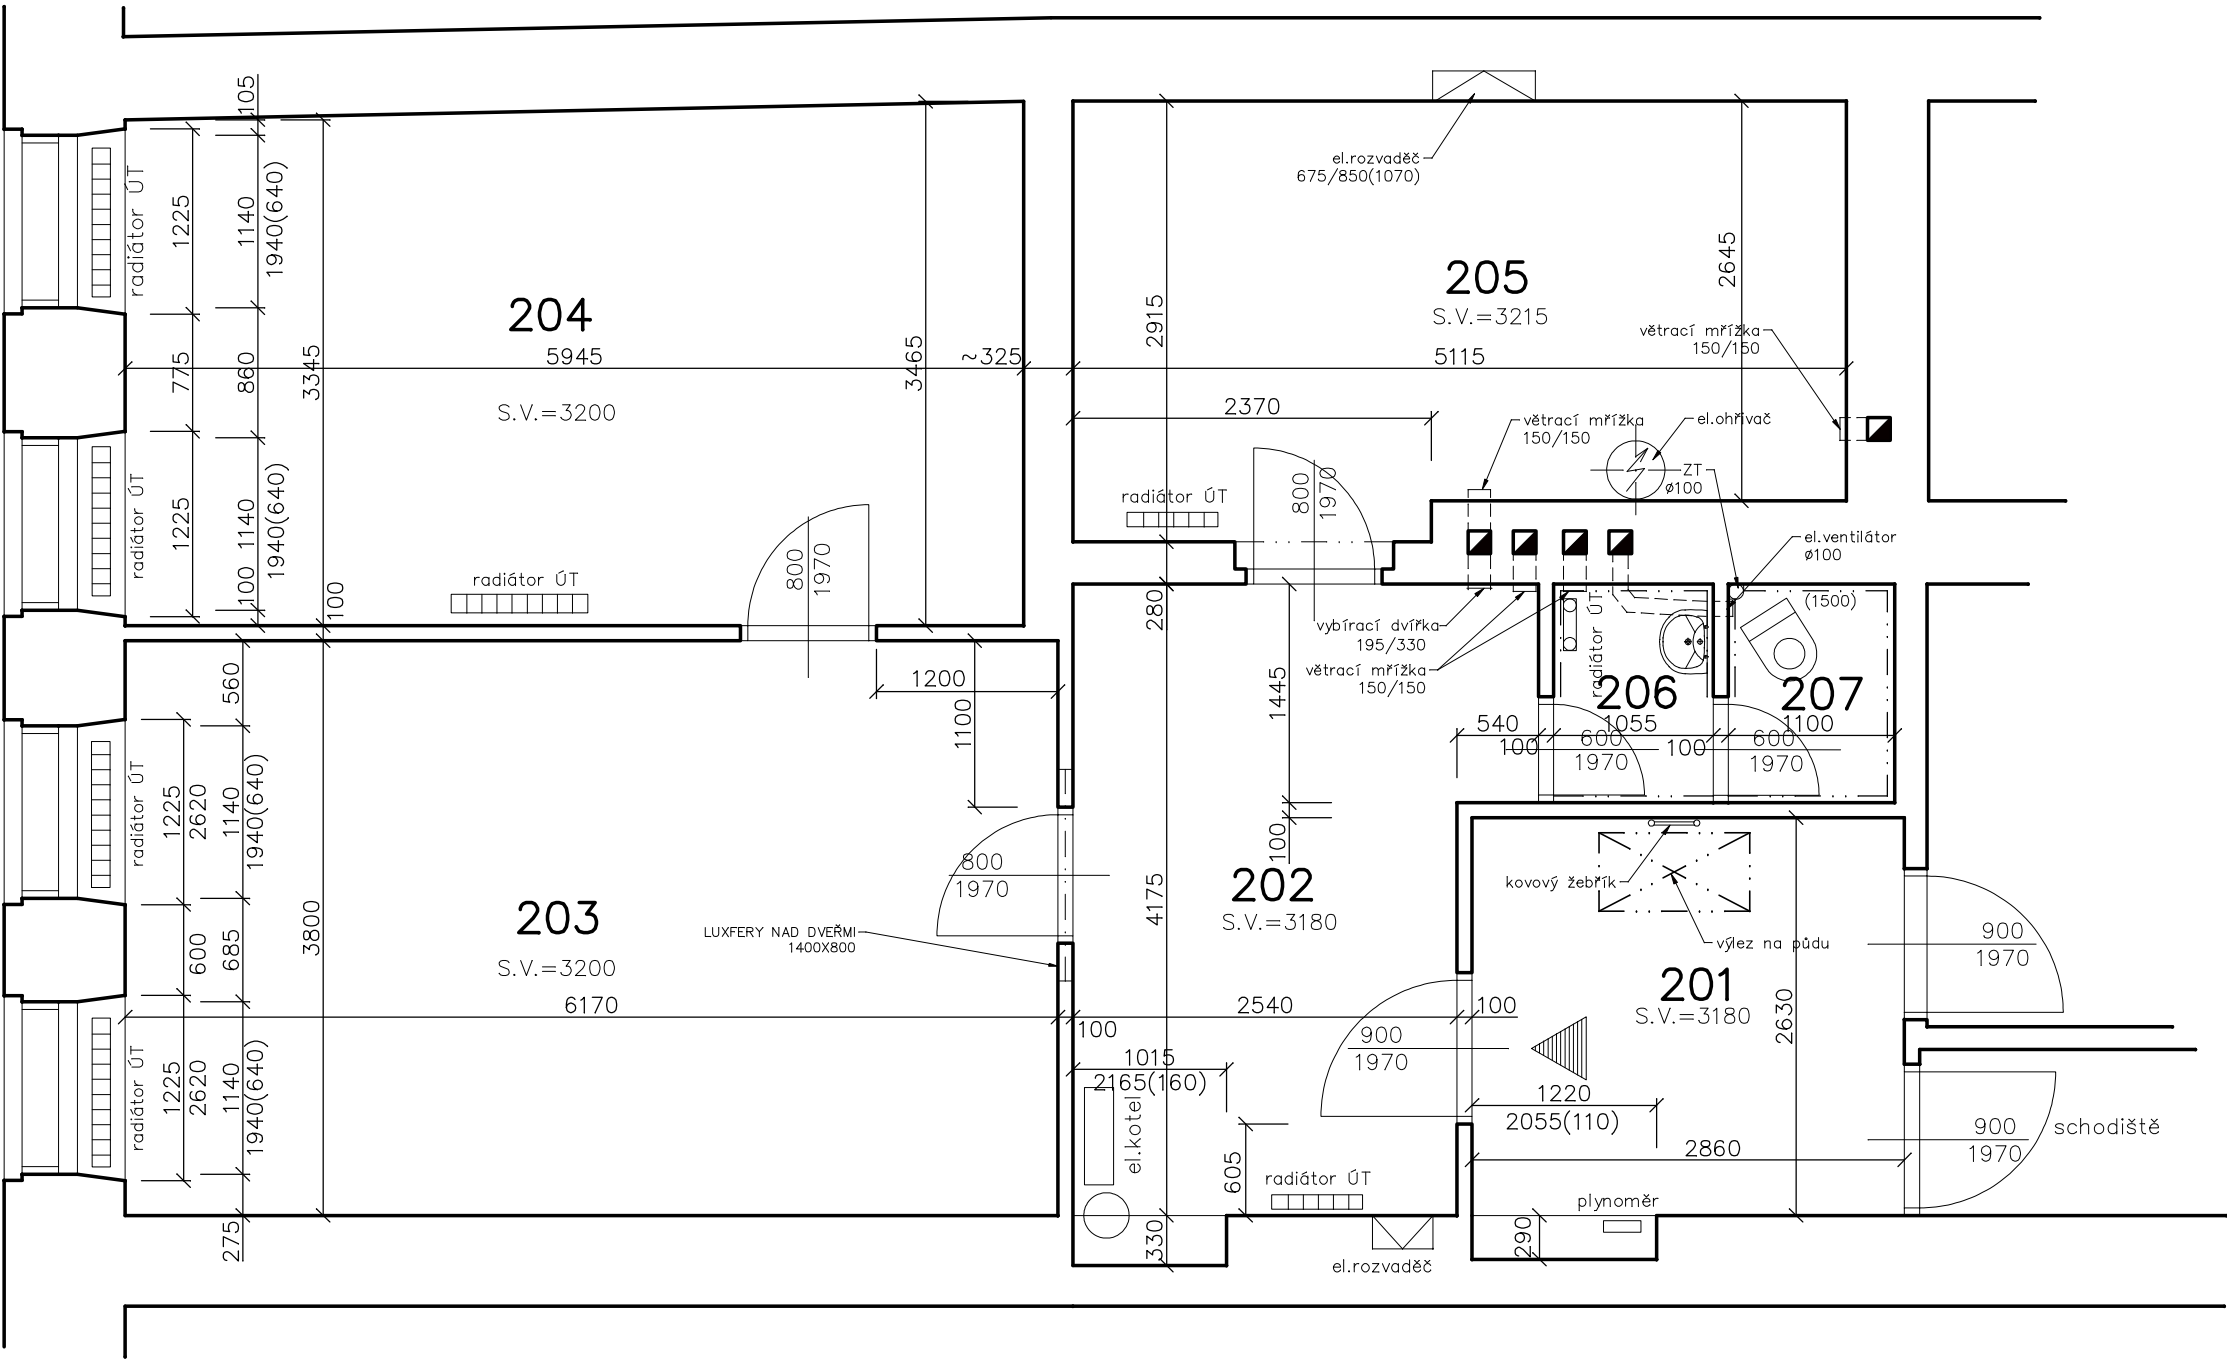 105
1225
1140
1940(640)
radiátor ÚT
775
860
3345
204
5945
S.V.=3200
3465
~325
1225
100
1140
1940(640)
radiátor ÚT
100
radiátor ÚT
800
1970
el.rozvaděč
675/850(1070)
2915
205
S.V.=3215
5115
2645
větrací mřížka
150/150
2370
větrací mřížka
150/150
el.ohřívač
ZT
ø100
radiátor ÚT
800
1970
el.ventilátor
ø100
(1500)
280
vybírací dvířka
195/330
větrací mřížka
150/150
radiátor ÚT
206
207
1445
540
100
1055
600
1970
100
1100
600
1970
560
1200
1100
1225
2620
1140
1940(640)
radiátor ÚT
600
685
3800
203
S.V.=3200
6170
800
1970
LUXFERY NAD DVEŘMI
1400X800
1225
2620
1140
1940(640)
radiátor ÚT
275
100
4175
202
S.V.=3180
2540
100
100
900
1970
1015
2165(160)
el.kotel
605
radiátor ÚT
330
el.rozvaděč
kovový žebřík
výlez na půdu
201
S.V.=3180
2630
1220
2055(110)
2860
plynoměr
290
900
1970
900
1970
schodiště